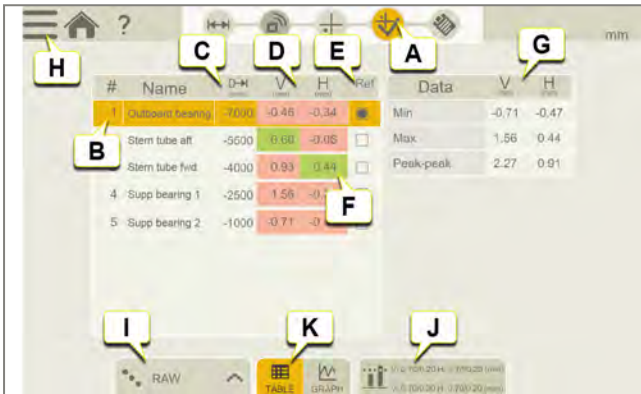 ?
mm
H C D E A G
# Name V H Ref Data V H
1 Outboard bearing -7000 -0.46 -0.34 Min -0,71 -0,47
B Stern tube aft -5500 0.60 -0.05 Max 1.56 0.44
Stern tube fwd -4000 0.93 0.44 Peak-peak 2.27 0.91
F
4 Supp bearing 1 -2500 1.56
5 Supp bearing 2 -1000 -0.71
I K J
RAW TABLE GRAPH